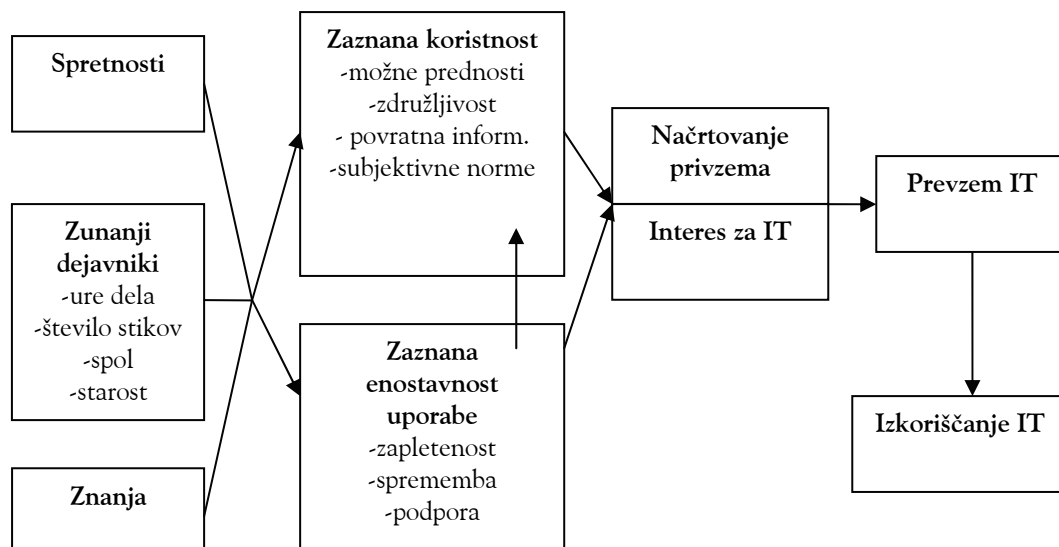 Spretnosti
Zunanji
dejavniki
-ure dela
-število stikov
-spol
-starost
Znanja
Zaznana koristnost
-možne prednosti
-združljivost
- povratna inform.
-subjektivne norme
Zaznana
enostavnost
uporabe
-zapletenost
-sprememba
-podpora
Načrtovanje
privzema
Interes za IT
Prevzem IT
Izkoriščanje IT